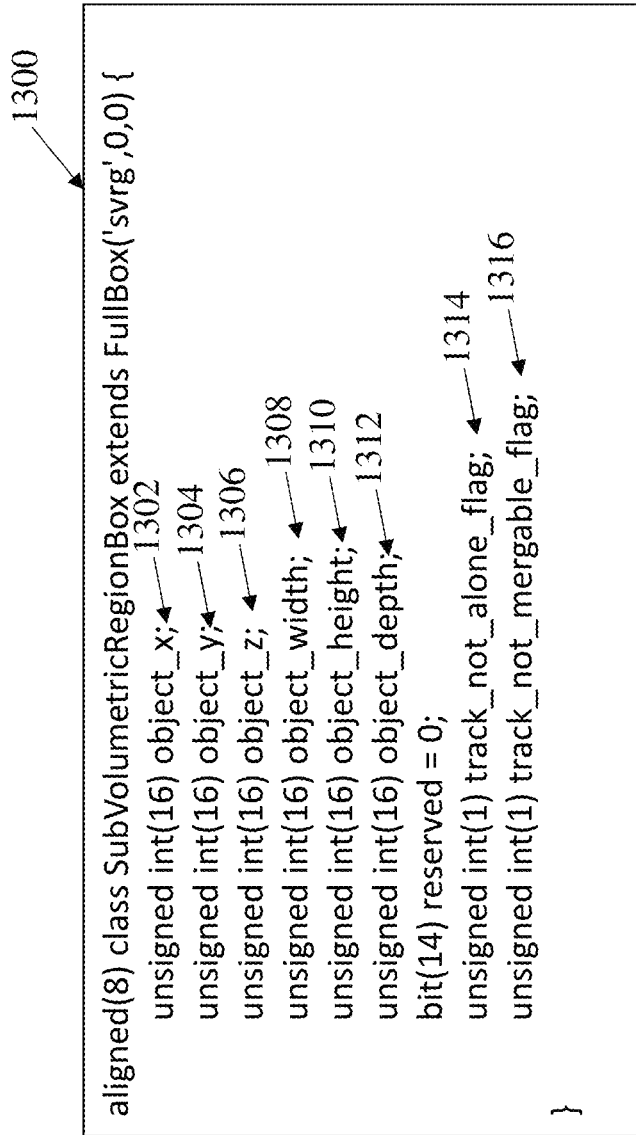 1300
aligned(8) class SubVolumetricRegionBox extends FullBox('svrg',0,0) {
unsigned int(16) object_x; 1302
unsigned int(16) object_y; 1304
unsigned int(16) object_z; 1306
unsigned int(16) object_width; 1308
unsigned int(16) object_height; 1310
unsigned int(16) object_depth; 1312
bit(14) reserved = 0;
unsigned int(1) track_not_alone_flag; 1314
unsigned int(1) track_not_mergable_flag; 1316
}